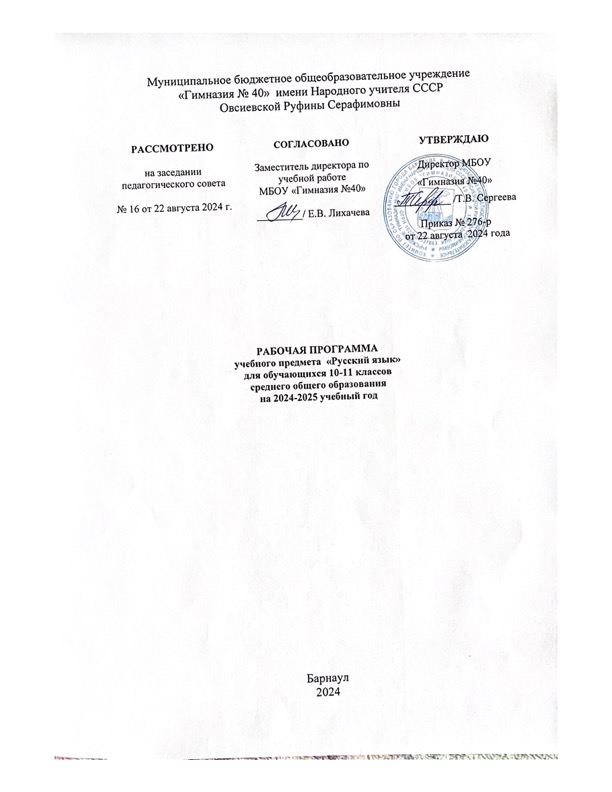 Муниципальное бюджетное общеобразовательное учреждение
«Гимназия № 40» имени Народного учителя СССР
Овсиевской Руфины Серафимовны
РАССМОТРЕНО
на заседании
педагогического совета
№ 16 от 22 августа 2024 г.
СОГЛАСОВАНО
Заместитель директора по
учебной работе
МБОУ «Гимназия №40»
/ Е.В. Лихачева
УТВЕРЖДАЮ
Директор МБОУ
«Гимназия №40»
/Т.В. Сергеева
Приказ № 276-р
от 22 августа 2024 года
РАБОЧАЯ ПРОГРАММА
учебного предмета «Русский язык»
для обучающихся 10-11 классов
среднего общего образования
на 2024-2025 учебный год
Барнаул
2024